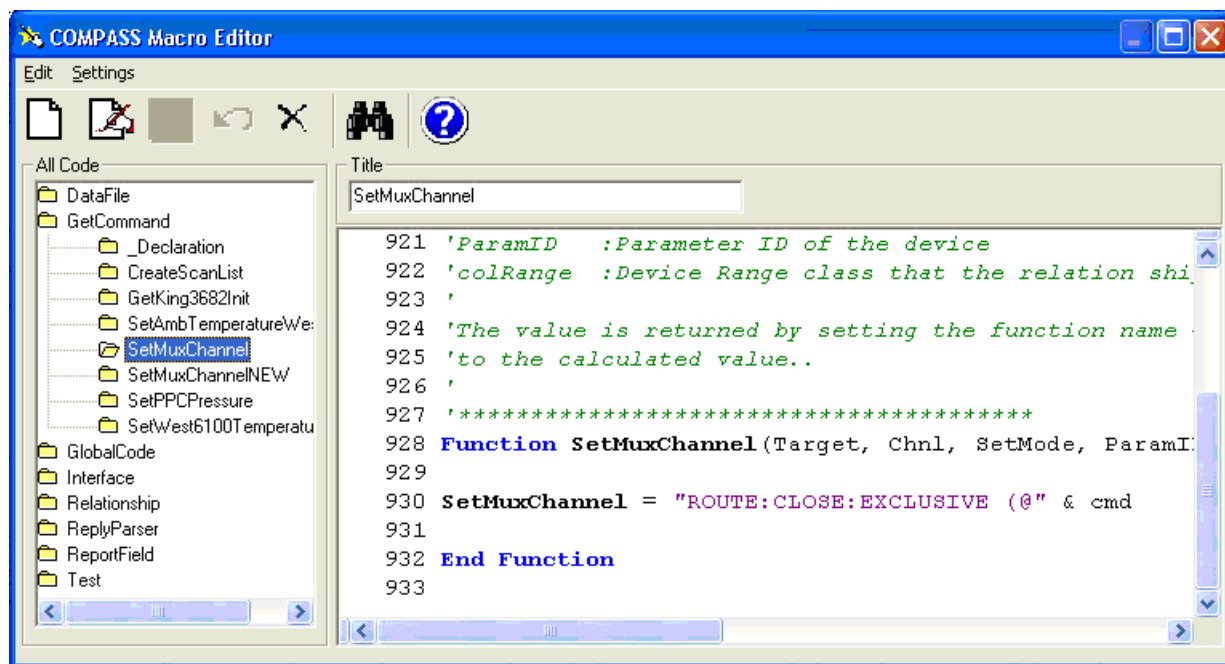 COMPASS Macro Editor
Edit Settings
All Code
DataFile
GetCommand
_Declaration
CreateScanList
GetKing3682Init
SetAmbTemperatureWe
SetMuxChannel
SetMuxChannelNEW
SetPPCPressure
SetWest6100Temperatu
GlobalCode
Interface
Relationship
ReplyParser
ReportField
Test
Title
SetMuxChannel
921 'ParamID :Parameter ID of the device
922 'colRange :Device Range class that the relation shi
923 '
924 'The value is returned by setting the function name
925 'to the calculated value..
926 '
927 '****************************************
928 Function SetMuxChannel(Target, Chnl, SetMode, ParamI
929
930 SetMuxChannel = "ROUTE:CLOSE:EXCLUSIVE (@" & cmd
931
932 End Function
933